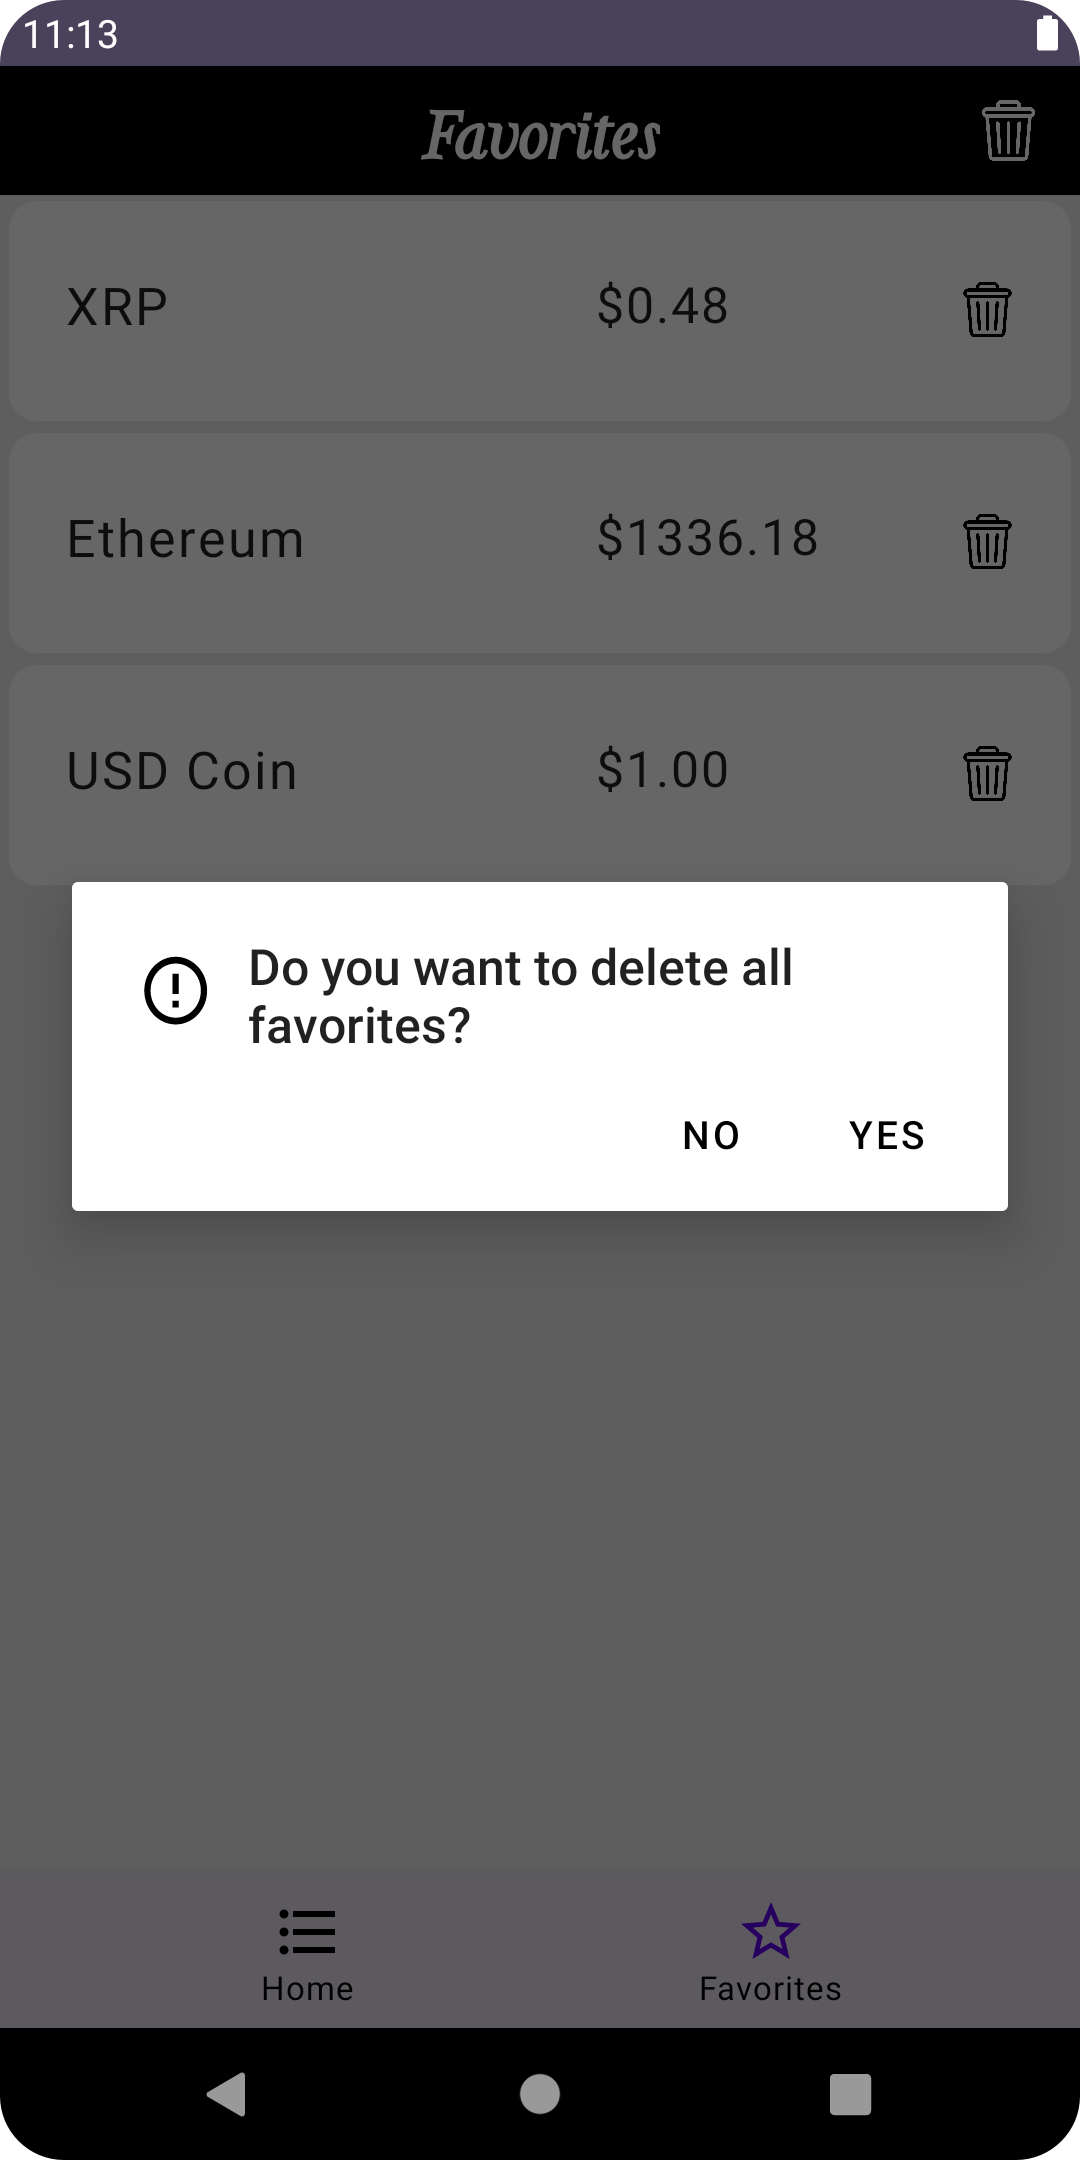 11:13
Favorites
XRP $0.48
Ethereum $1336.18
USD Coin $1.00
Do you want to delete all
favorites?
NO YES
Home Favorites